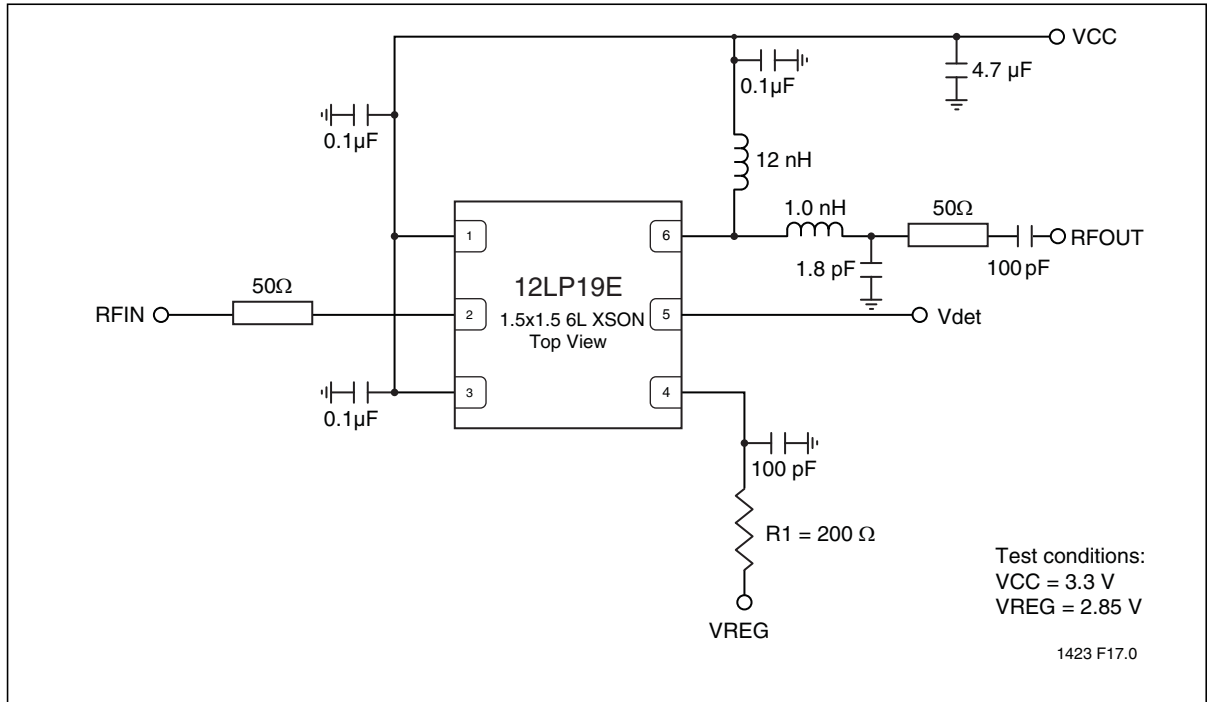 VCC
0.1µF
4.7 µF
0.1µF
12 nH
1.0 nH
50Ω
RFOUT
1
6
1.8 pF
100 pF
12LP19E
50Ω
RFIN
2
1.5x1.5 6L XSON
5
Vdet
Top View
3
4
0.1µF
100 pF
R1 = 200 Ω
Test conditions:
VCC = 3.3 V
VREG = 2.85 V
VREG
1423 F17.0